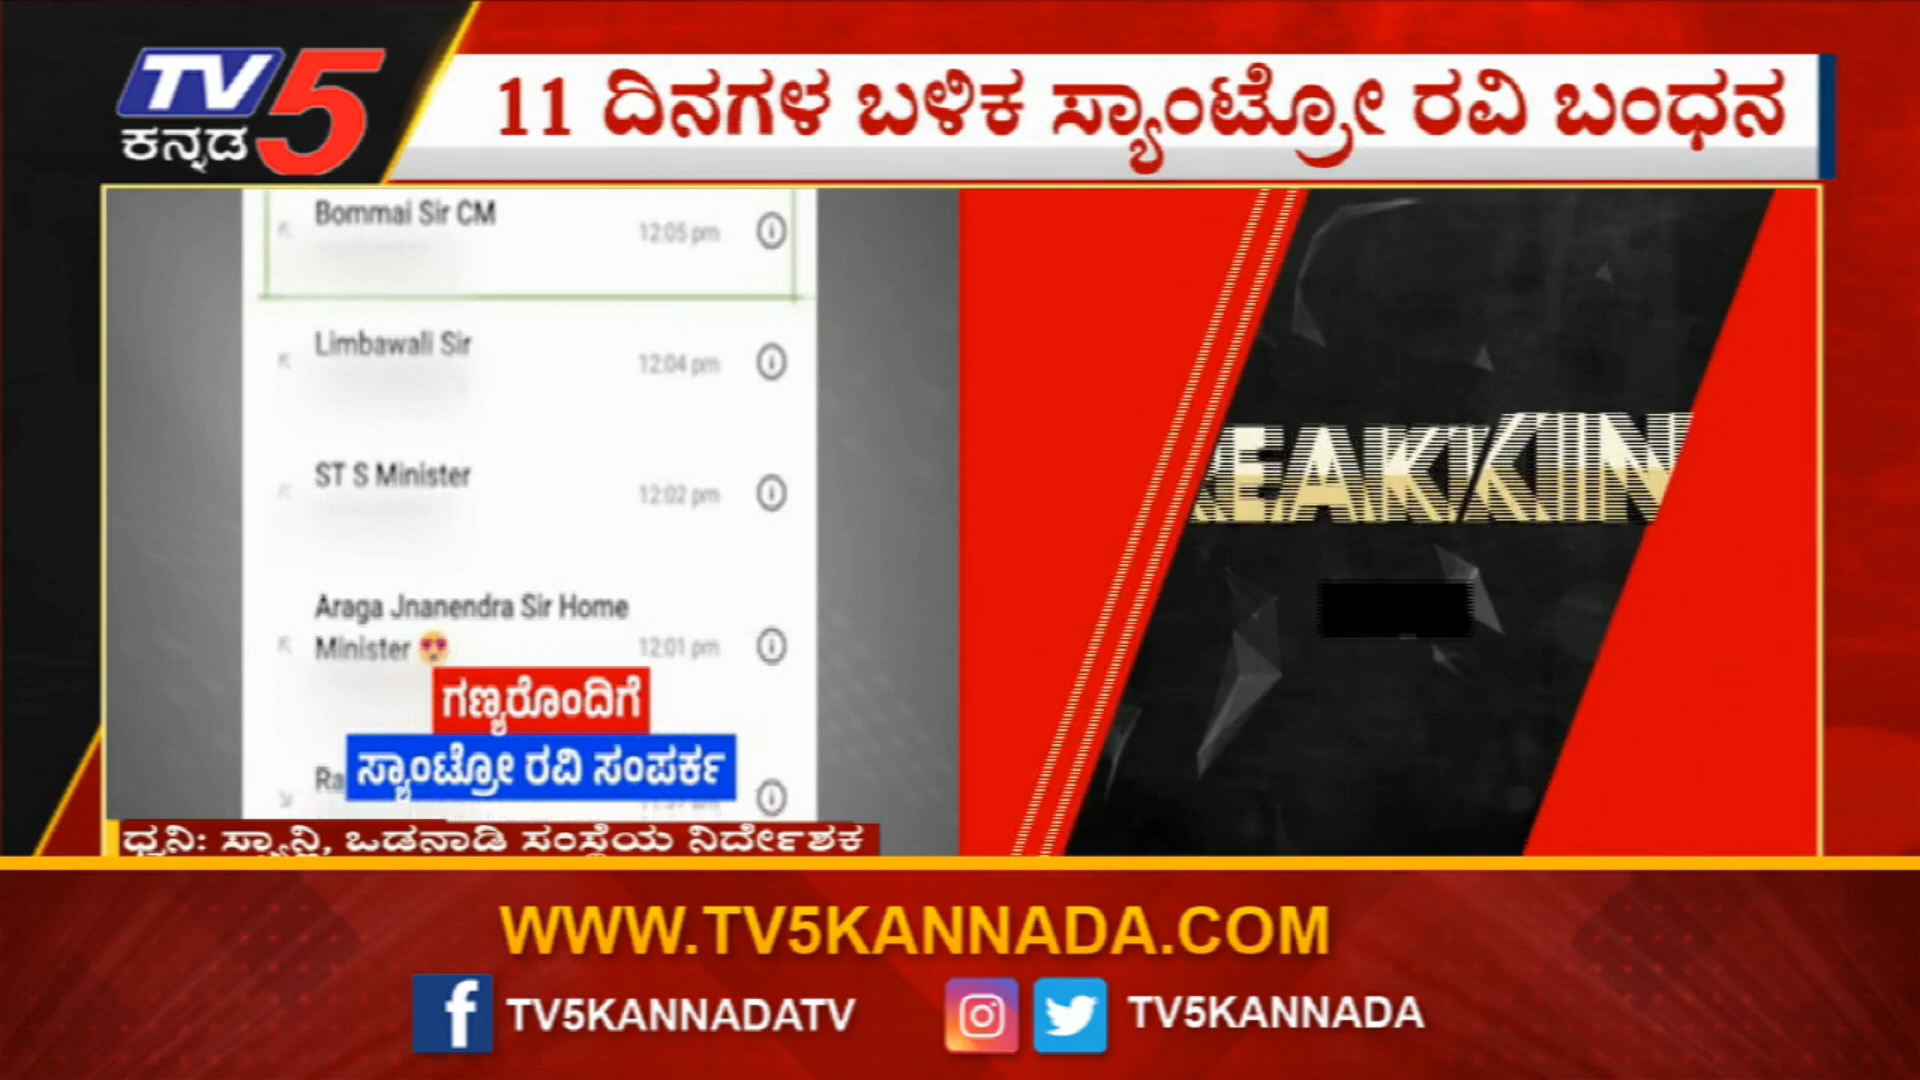 TV5
ಕನ್ನಡ
11 ದಿನಗಳ ಬಳಿಕ ಸ್ಯಾಂಟ್ರೋ ರವಿ ಬಂಧನ
Bommai Sir CM
12:05 pm
Limbawali Sir
12:04 pm
ST S Minister
12:02 pm
Araga Jnanendra Sir Home
Minister 😍
12:01 pm
ಗಣ್ಯರೊಂದಿಗೆ
ಸ್ಯಾಂಟ್ರೋ ರವಿ ಸಂಪರ್ಕ
ಧ್ವನಿ: ಸ್ಟ್ಯಾನ್ಲಿ, ಒಡನಾಡಿ ಸಂಸ್ಥೆಯ ನಿರ್ದೇಶಕ
WWW.TV5KANNADA.COM
TV5KANNADATV
TV5KANNADA